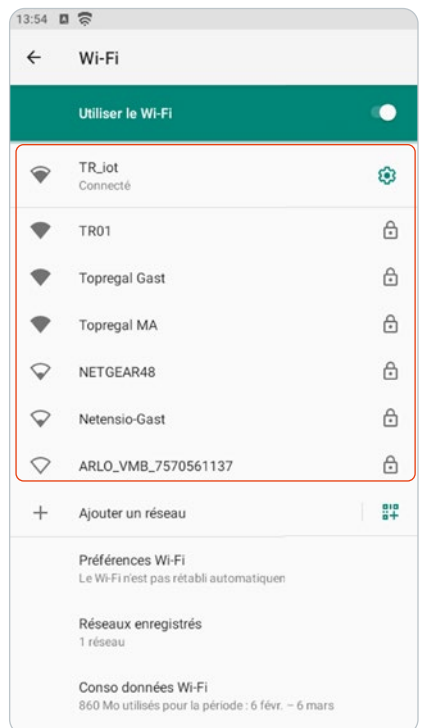 13:54
Wi-Fi
Utiliser le Wi-Fi
TR_iot
Connecté
TR01
Topregal Gast
Topregal MA
NETGEAR48
Netensio-Gast
ARLO_VMB_7570561137
Ajouter un réseau
Préférences Wi-Fi
Le Wi-Fi n'est pas rétabli automatiquen
Réseaux enregistrés
1 réseau
Conso données Wi-Fi
860 Mo utilisés pour la période : 6 févr. – 6 mars